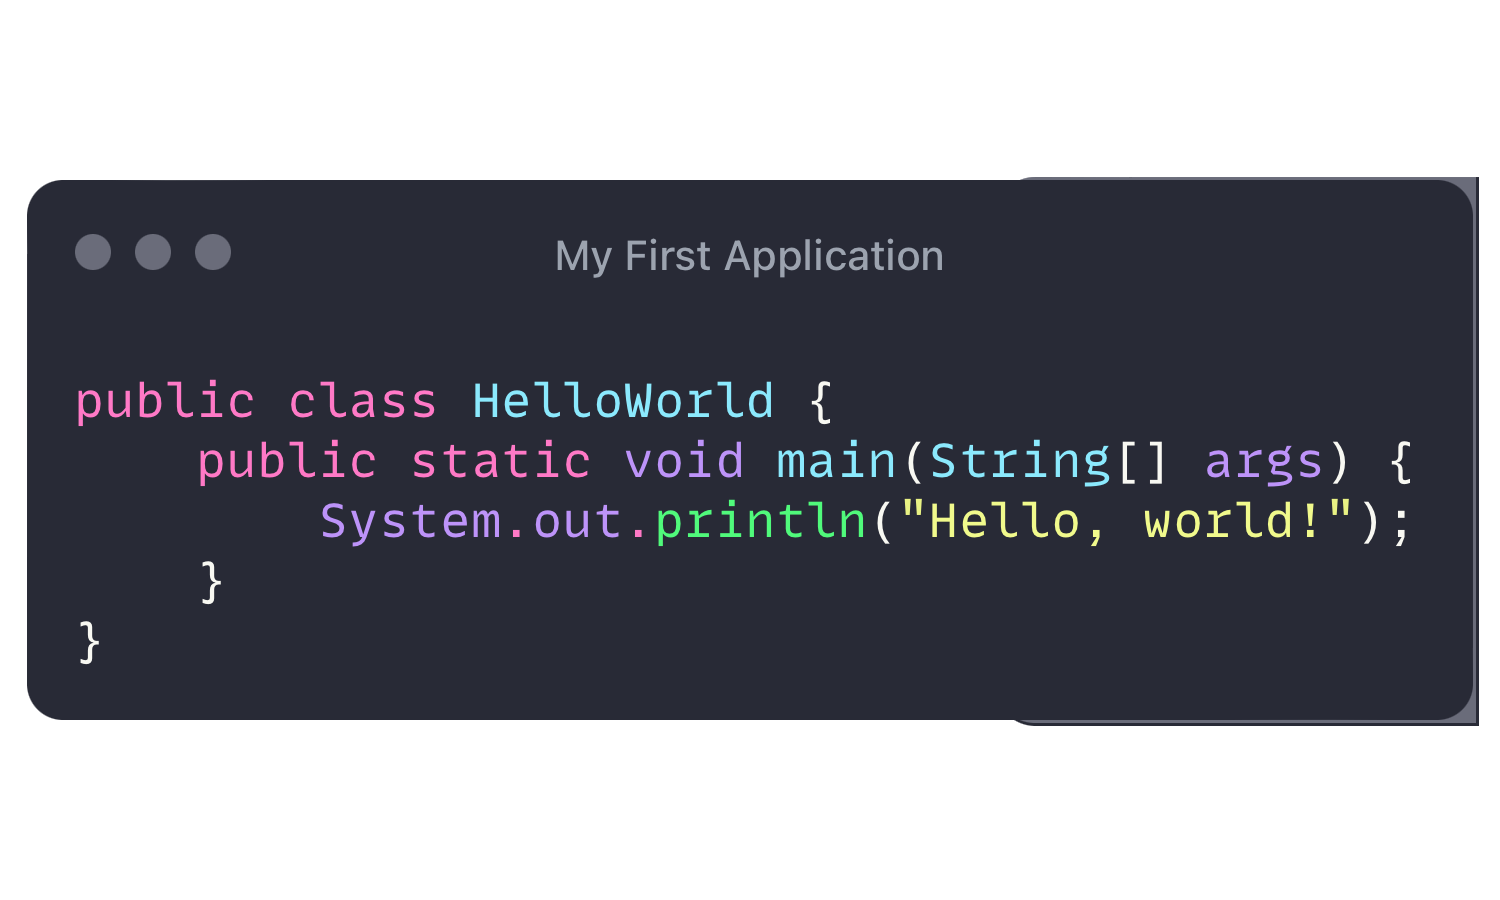 My First Application
public class HelloWorld {
    public static void main(String[] args) {
        System.out.println("Hello, world!");
    }
}